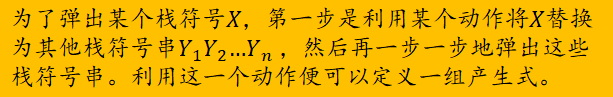 为了弹出某个栈符号X，第一步是利用某个动作将X替换
为其他栈符号串Y₁Y₂…Yₙ，然后再一步一步地弹出这些
栈符号串。利用这一个动作便可以定义一组产生式。